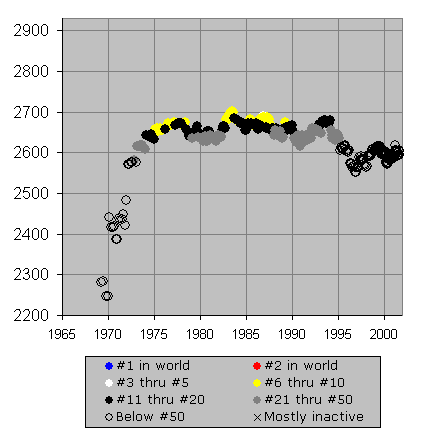 2900
2800
2700
2600
2500
2400
2300
2200
1965 1970 1975 1980 1985 1990 1995 2000
#1 in world #2 in world
#3 thru #5 #6 thru #10
#11 thru #20 #21 thru #50
Below #50 Mostly inactive